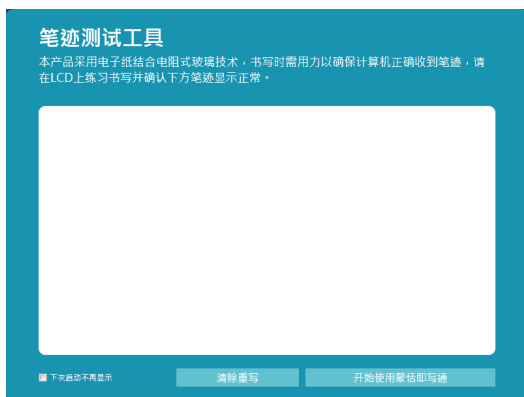 笔迹测试工具
本产品采用电子纸结合电阻式玻璃技术，书写时需用力以确保计算机正确收到笔迹，请
在LCD上练习书写并确认下方笔迹显示正常。
下次启动不再显示
清除重写
开始使用蒙恬即写通